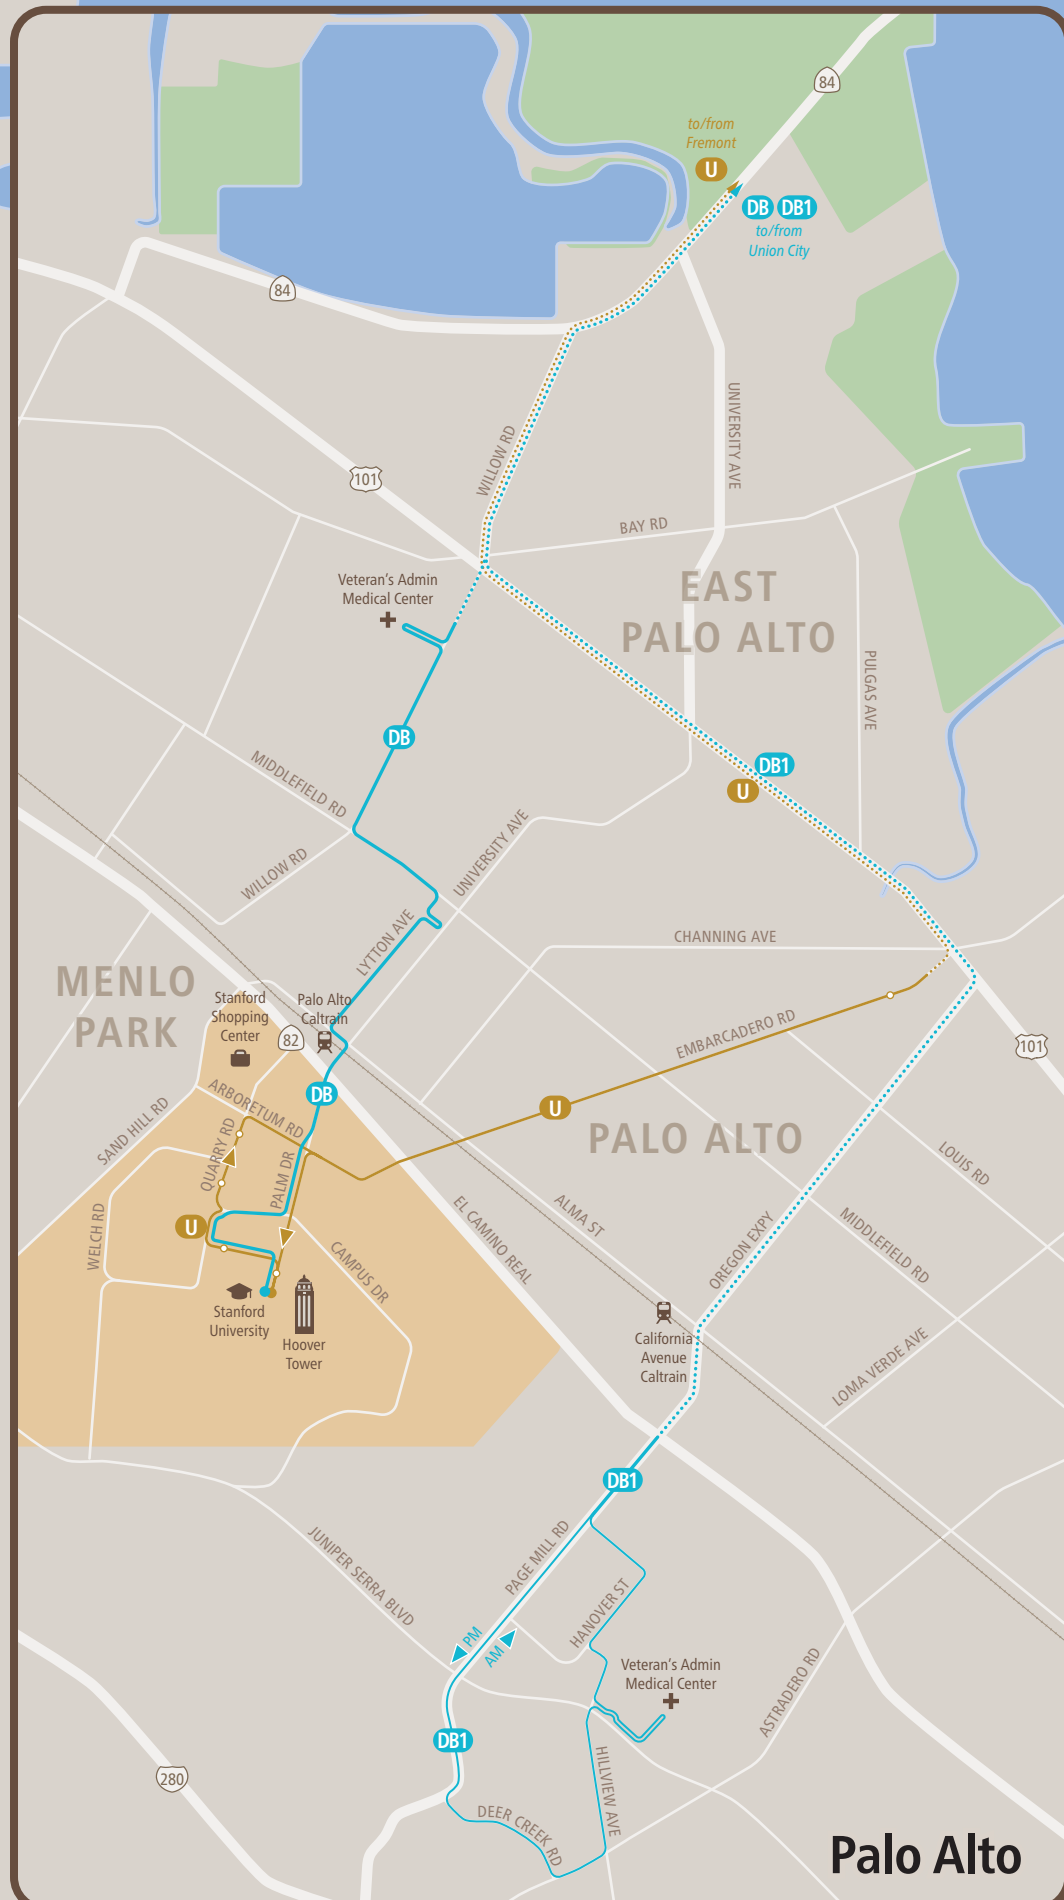 84
to/from
Fremont
U
DB DB1
to/from
Union City
84
UNIVERSITY AVE
WILLOW RD
101
BAY RD
EAST
PALO ALTO
Veteran's Admin
Medical Center
PULGAS AVE
DB
DB1
U
MIDDLEFIELD RD
UNIVERSITY AVE
WILLOW RD
LYTTON AVE
CHANNING AVE
MENLO
PARK
Stanford
Shopping
Center
Palo Alto
Caltrain
82
EMBARCADERO RD
101
DB
U
ARBORETUM RD
SAND HILL RD
QUARRY RD
PALM DR
PALO ALTO
LOUIS RD
WELCH RD
U
CAMPUS DR
EL CAMINO REAL
ALMA ST
OREGON EXPY
MIDDLEFIELD RD
Stanford
University
Hoover
Tower
California
Avenue
Caltrain
LOMA VERDE AVE
DB1
JUNIPER SERRA BLVD
PAGE MILL RD
HANOVER ST
PM
AM
Veteran's Admin
Medical Center
ASTRADERO RD
DB1
280
HILLVIEW AVE
DEER CREEK RD
Palo Alto